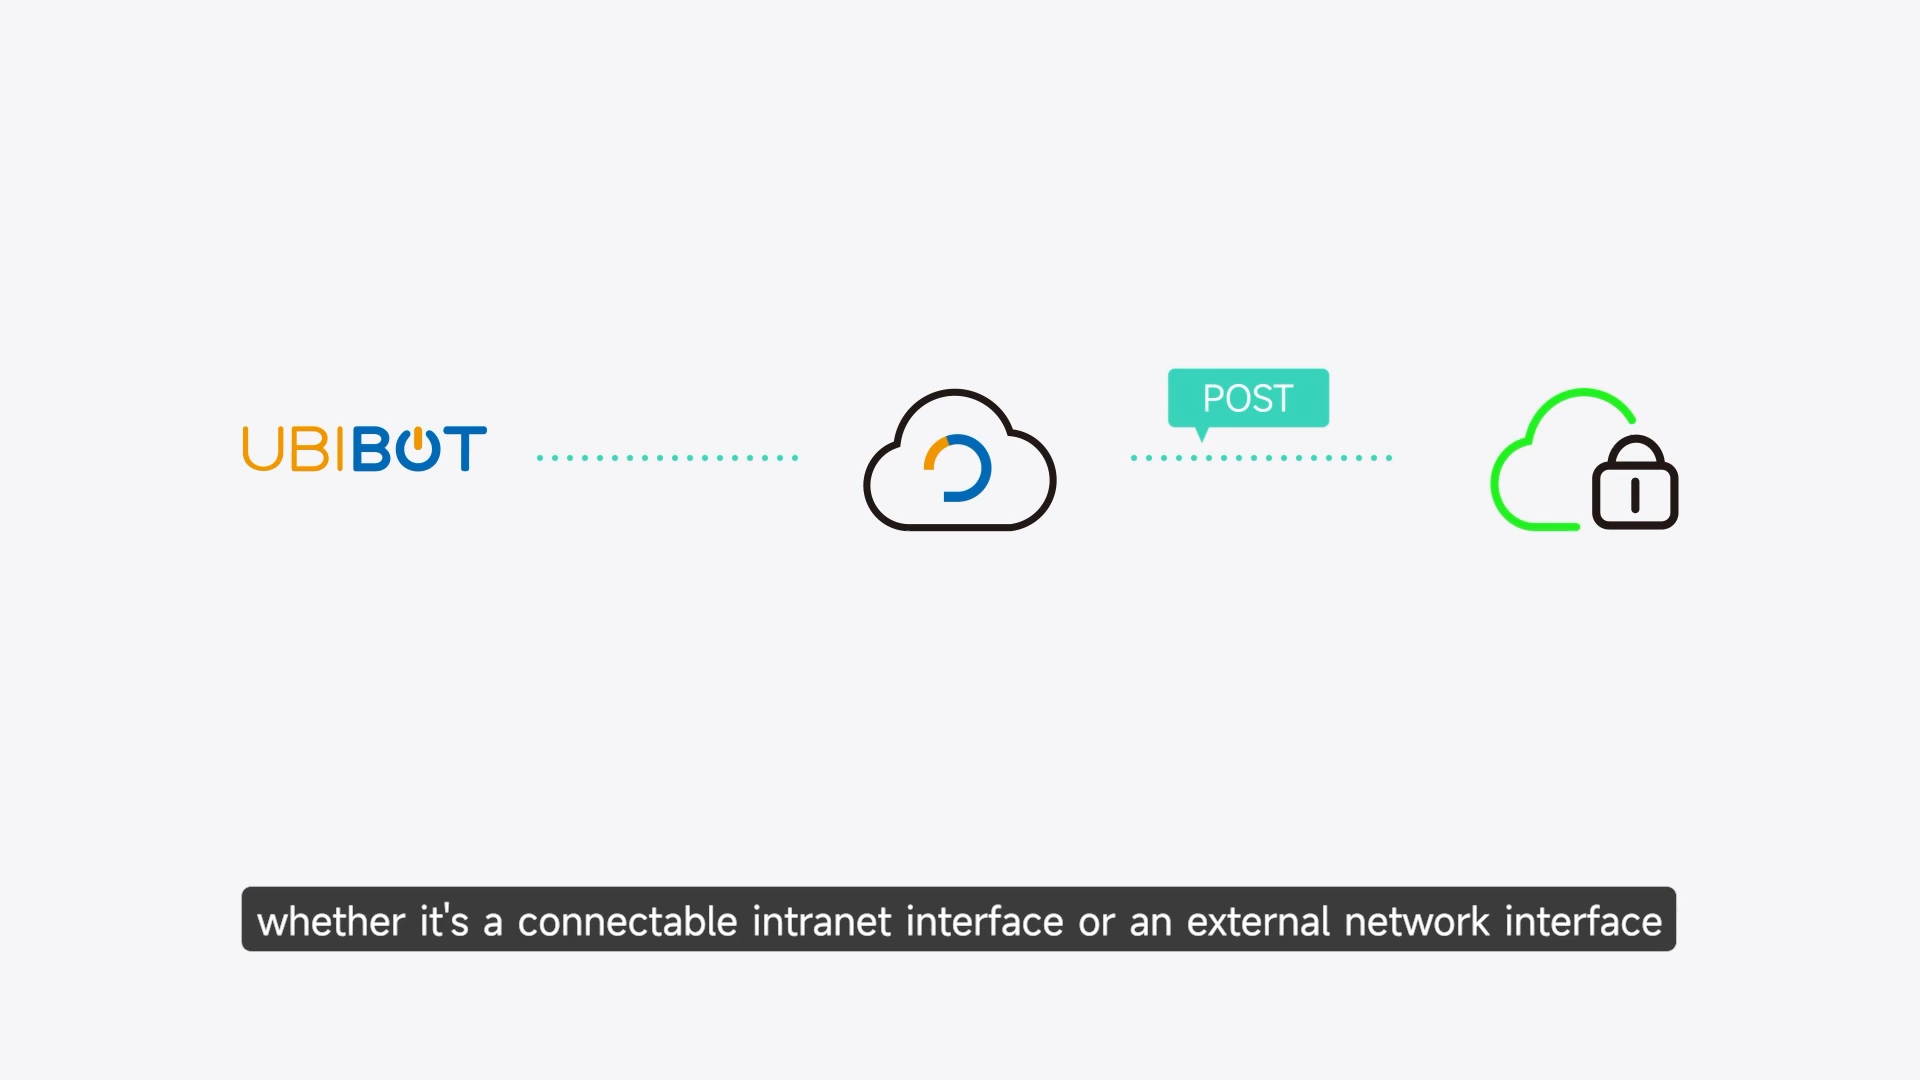 UBIBOT
POST
whether it's a connectable intranet interface or an external network interface